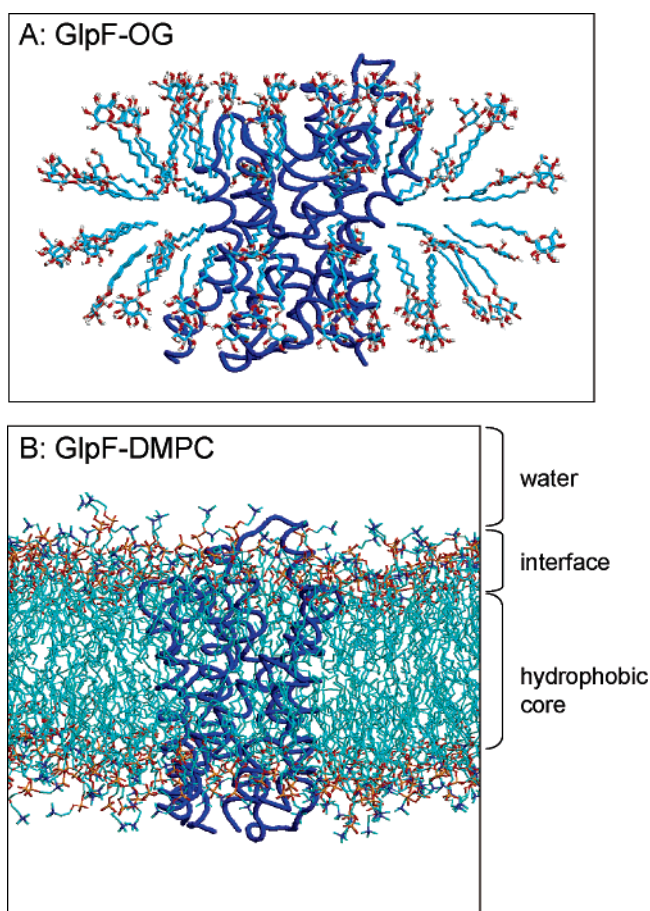 A: GlpF-OG
B: GlpF-DMPC
water
interface
hydrophobic
core